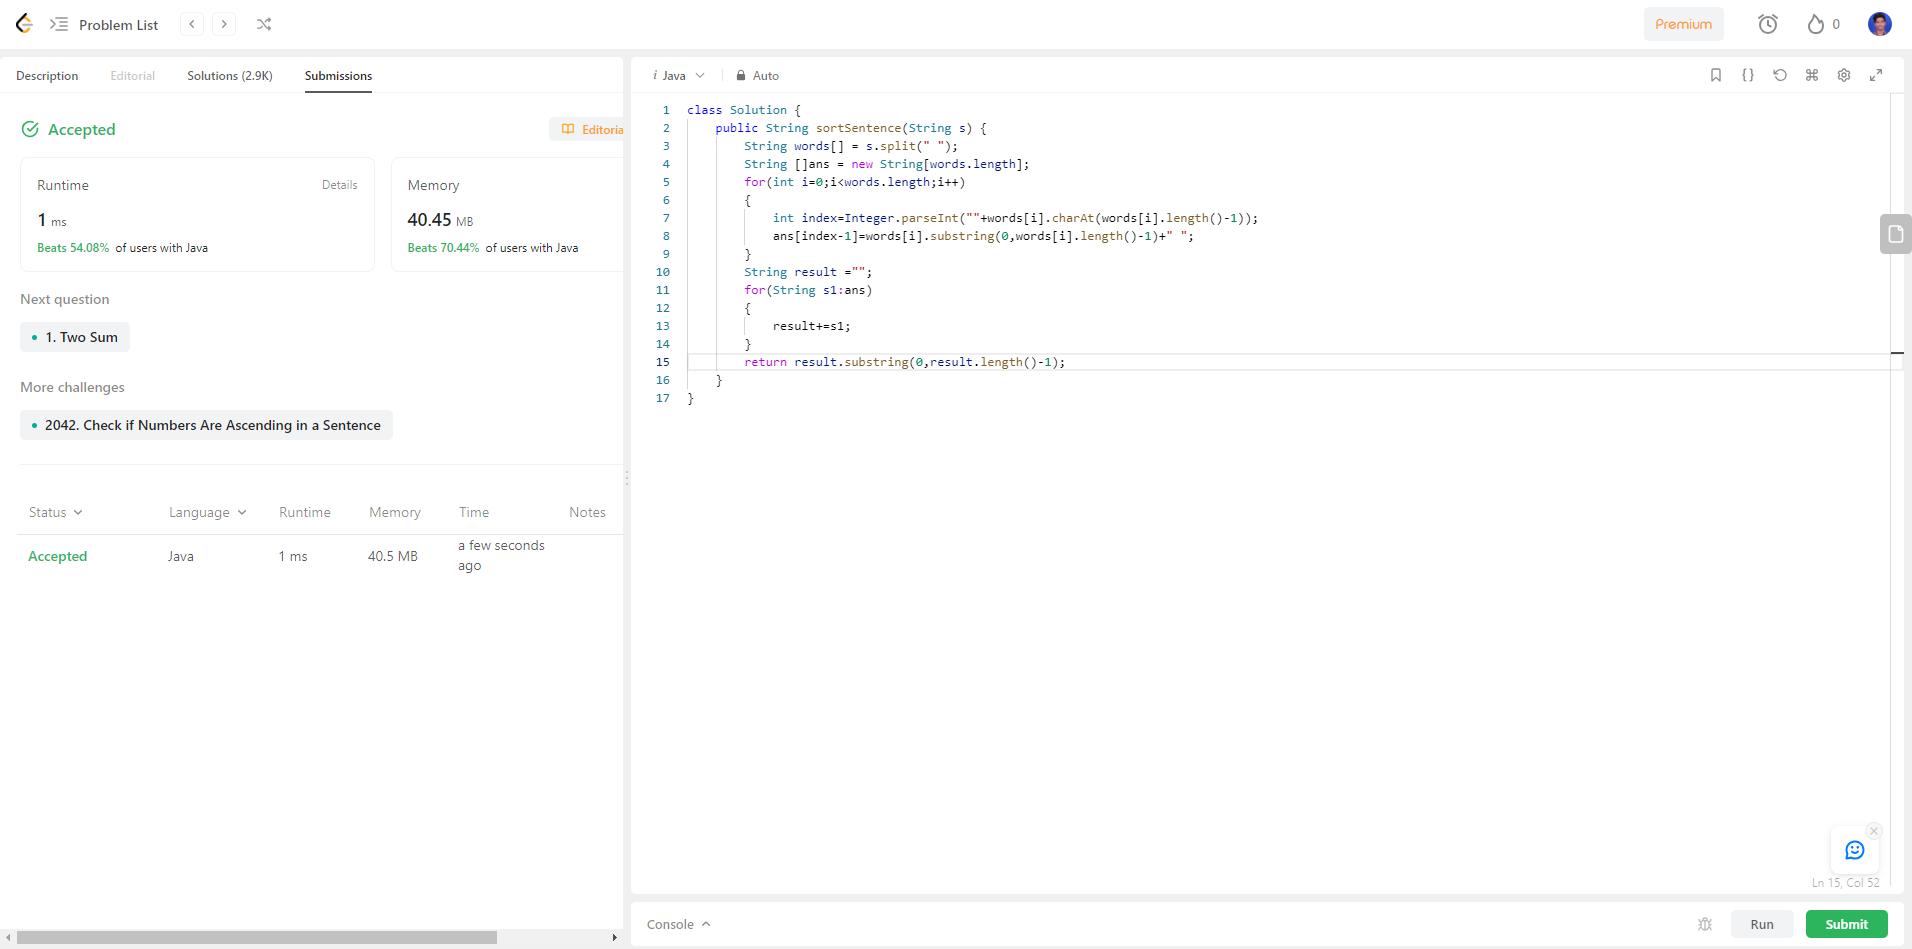 Problem List
Premium
0
Description Editorial Solutions (2.9K) Submissions
Accepted
Editoria
Runtime Details
1 ms
Beats 54.08% of users with Java
Memory
40.45 MB
Beats 70.44% of users with Java
Next question
1. Two Sum
More challenges
2042. Check if Numbers Are Ascending in a Sentence
Status Language Runtime Memory Time Notes
Accepted Java 1 ms 40.5 MB a few seconds
ago
i Java Auto
1 class Solution {
2     public String sortSentence(String s) {
3         String words[] = s.split(" ");
4         String []ans = new String[words.length];
5         for(int i=0;i<words.length;i++)
6         {
7             int index=Integer.parseInt(""+words[i].charAt(words[i].length()-1));
8             ans[index-1]=words[i].substring(0,words[i].length()-1)+" ";
9         }
10         String result ="";
11         for(String s1:ans)
12         {
13             result+=s1;
14         }
15         return result.substring(0,result.length()-1);
16     }
17 }
Ln 15, Col 52
Console Run Submit